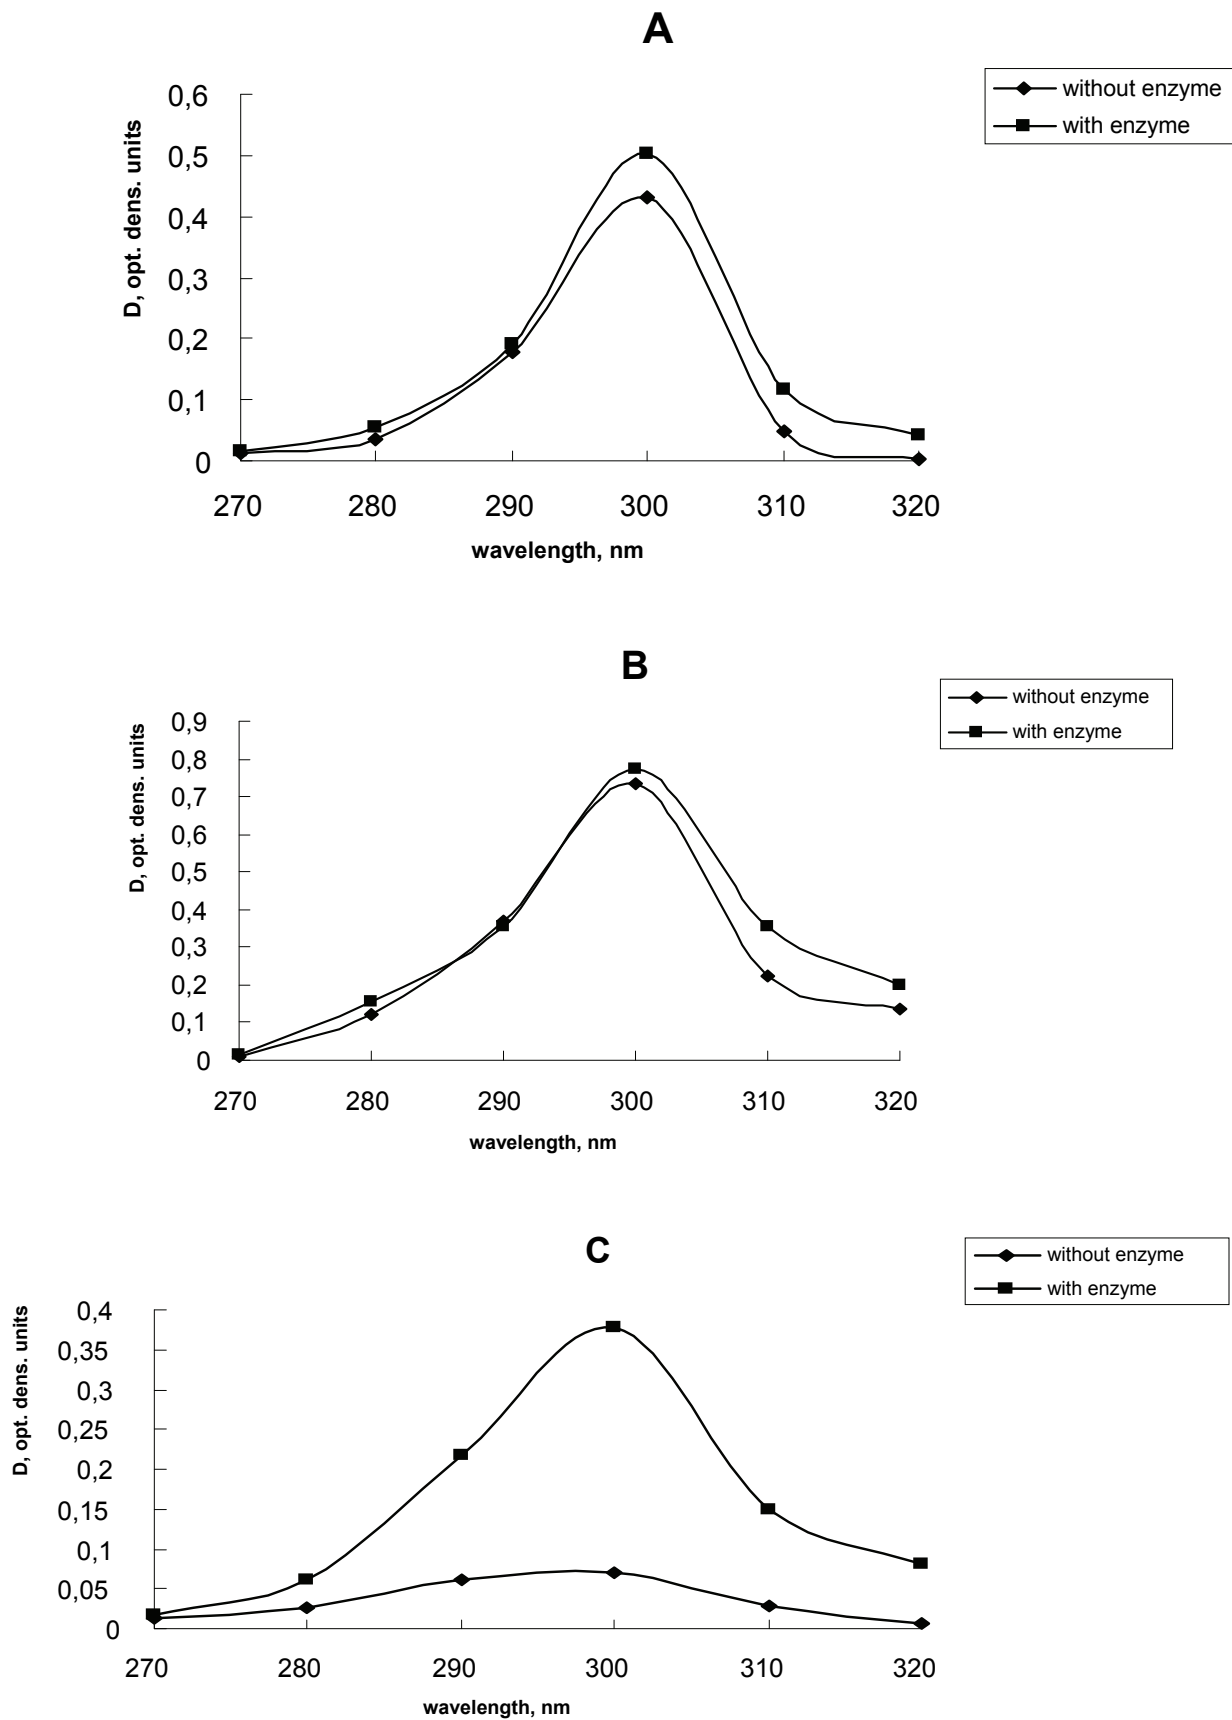 A
without enzyme
with enzyme
D, opt. dens. units
0,6
0,5
0,4
0,3
0,2
0,1
0
270 280 290 300 310 320
wavelength, nm
B
without enzyme
with enzyme
D, opt. dens. units
0,9
0,8
0,7
0,6
0,5
0,4
0,3
0,2
0,1
0
270 280 290 300 310 320
wavelength, nm
C
without enzyme
with enzyme
D, opt. dens. units
0,4
0,35
0,3
0,25
0,2
0,15
0,1
0,05
0
270 280 290 300 310 320
wavelength, nm